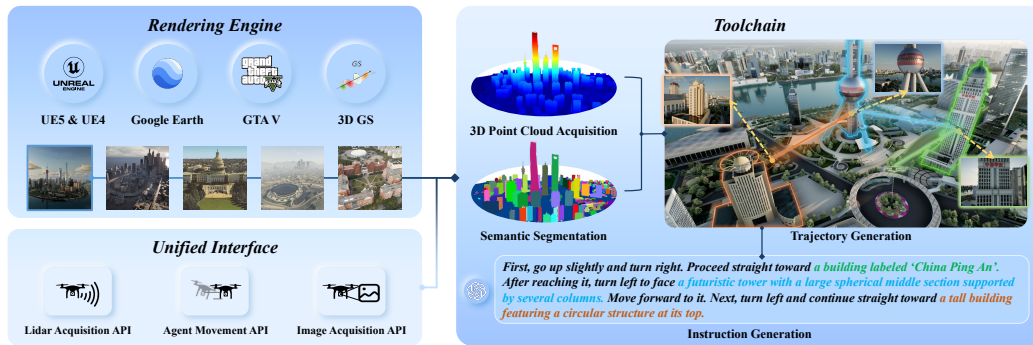 Rendering Engine
UNREAL
ENGINE
grand
theft
auto
GS
UE5 & UE4
Google Earth
GTA V
3D GS
Unified Interface
Lidar Acquisition API
Agent Movement API
Image Acquisition API
Toolchain
3D Point Cloud Acquisition
Semantic Segmentation
Trajectory Generation
First, go up slightly and turn right. Proceed straight toward a building labeled ‘China Ping An’.
After reaching it, turn left to face a futuristic tower with a large spherical middle section supported
by several columns. Move forward to it. Next, turn left and continue straight toward a tall building
featuring a circular structure at its top.
Instruction Generation